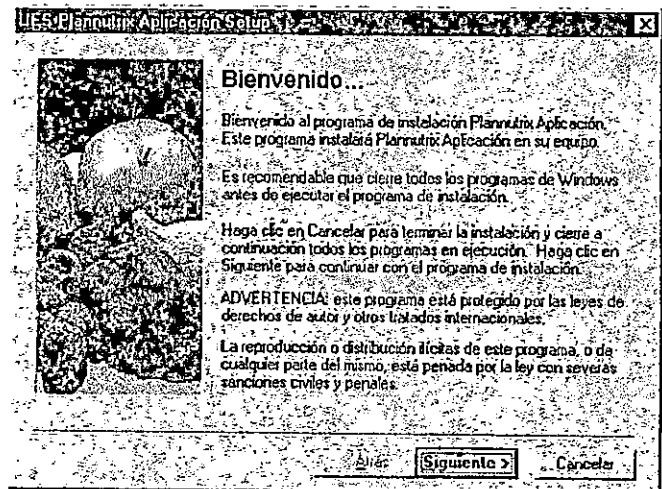 UES Plannutrix Aplicación Setup
Bienvenido...
Bienvenido al programa de instalación Plannutrix Aplicación.
Este programa instalará Plannutrix Aplicación en su equipo.
Es recomendable que cierre todos los programas de Windows
antes de ejecutar el programa de instalación.
Haga clic en Cancelar para terminar la instalación y cierre a
continuación todos los programas en ejecución. Haga clic en
Siguiente para continuar con el programa de instalación.
ADVERTENCIA: este programa está protegido por las leyes de
derechos de autor y otros tratados internacionales.
La reproducción o distribución ilícitas de este programa, o de
cualquier parte del mismo, está penada por la ley con severas
sanciones civiles y penales.
Atrás Siguiente > Cancelar